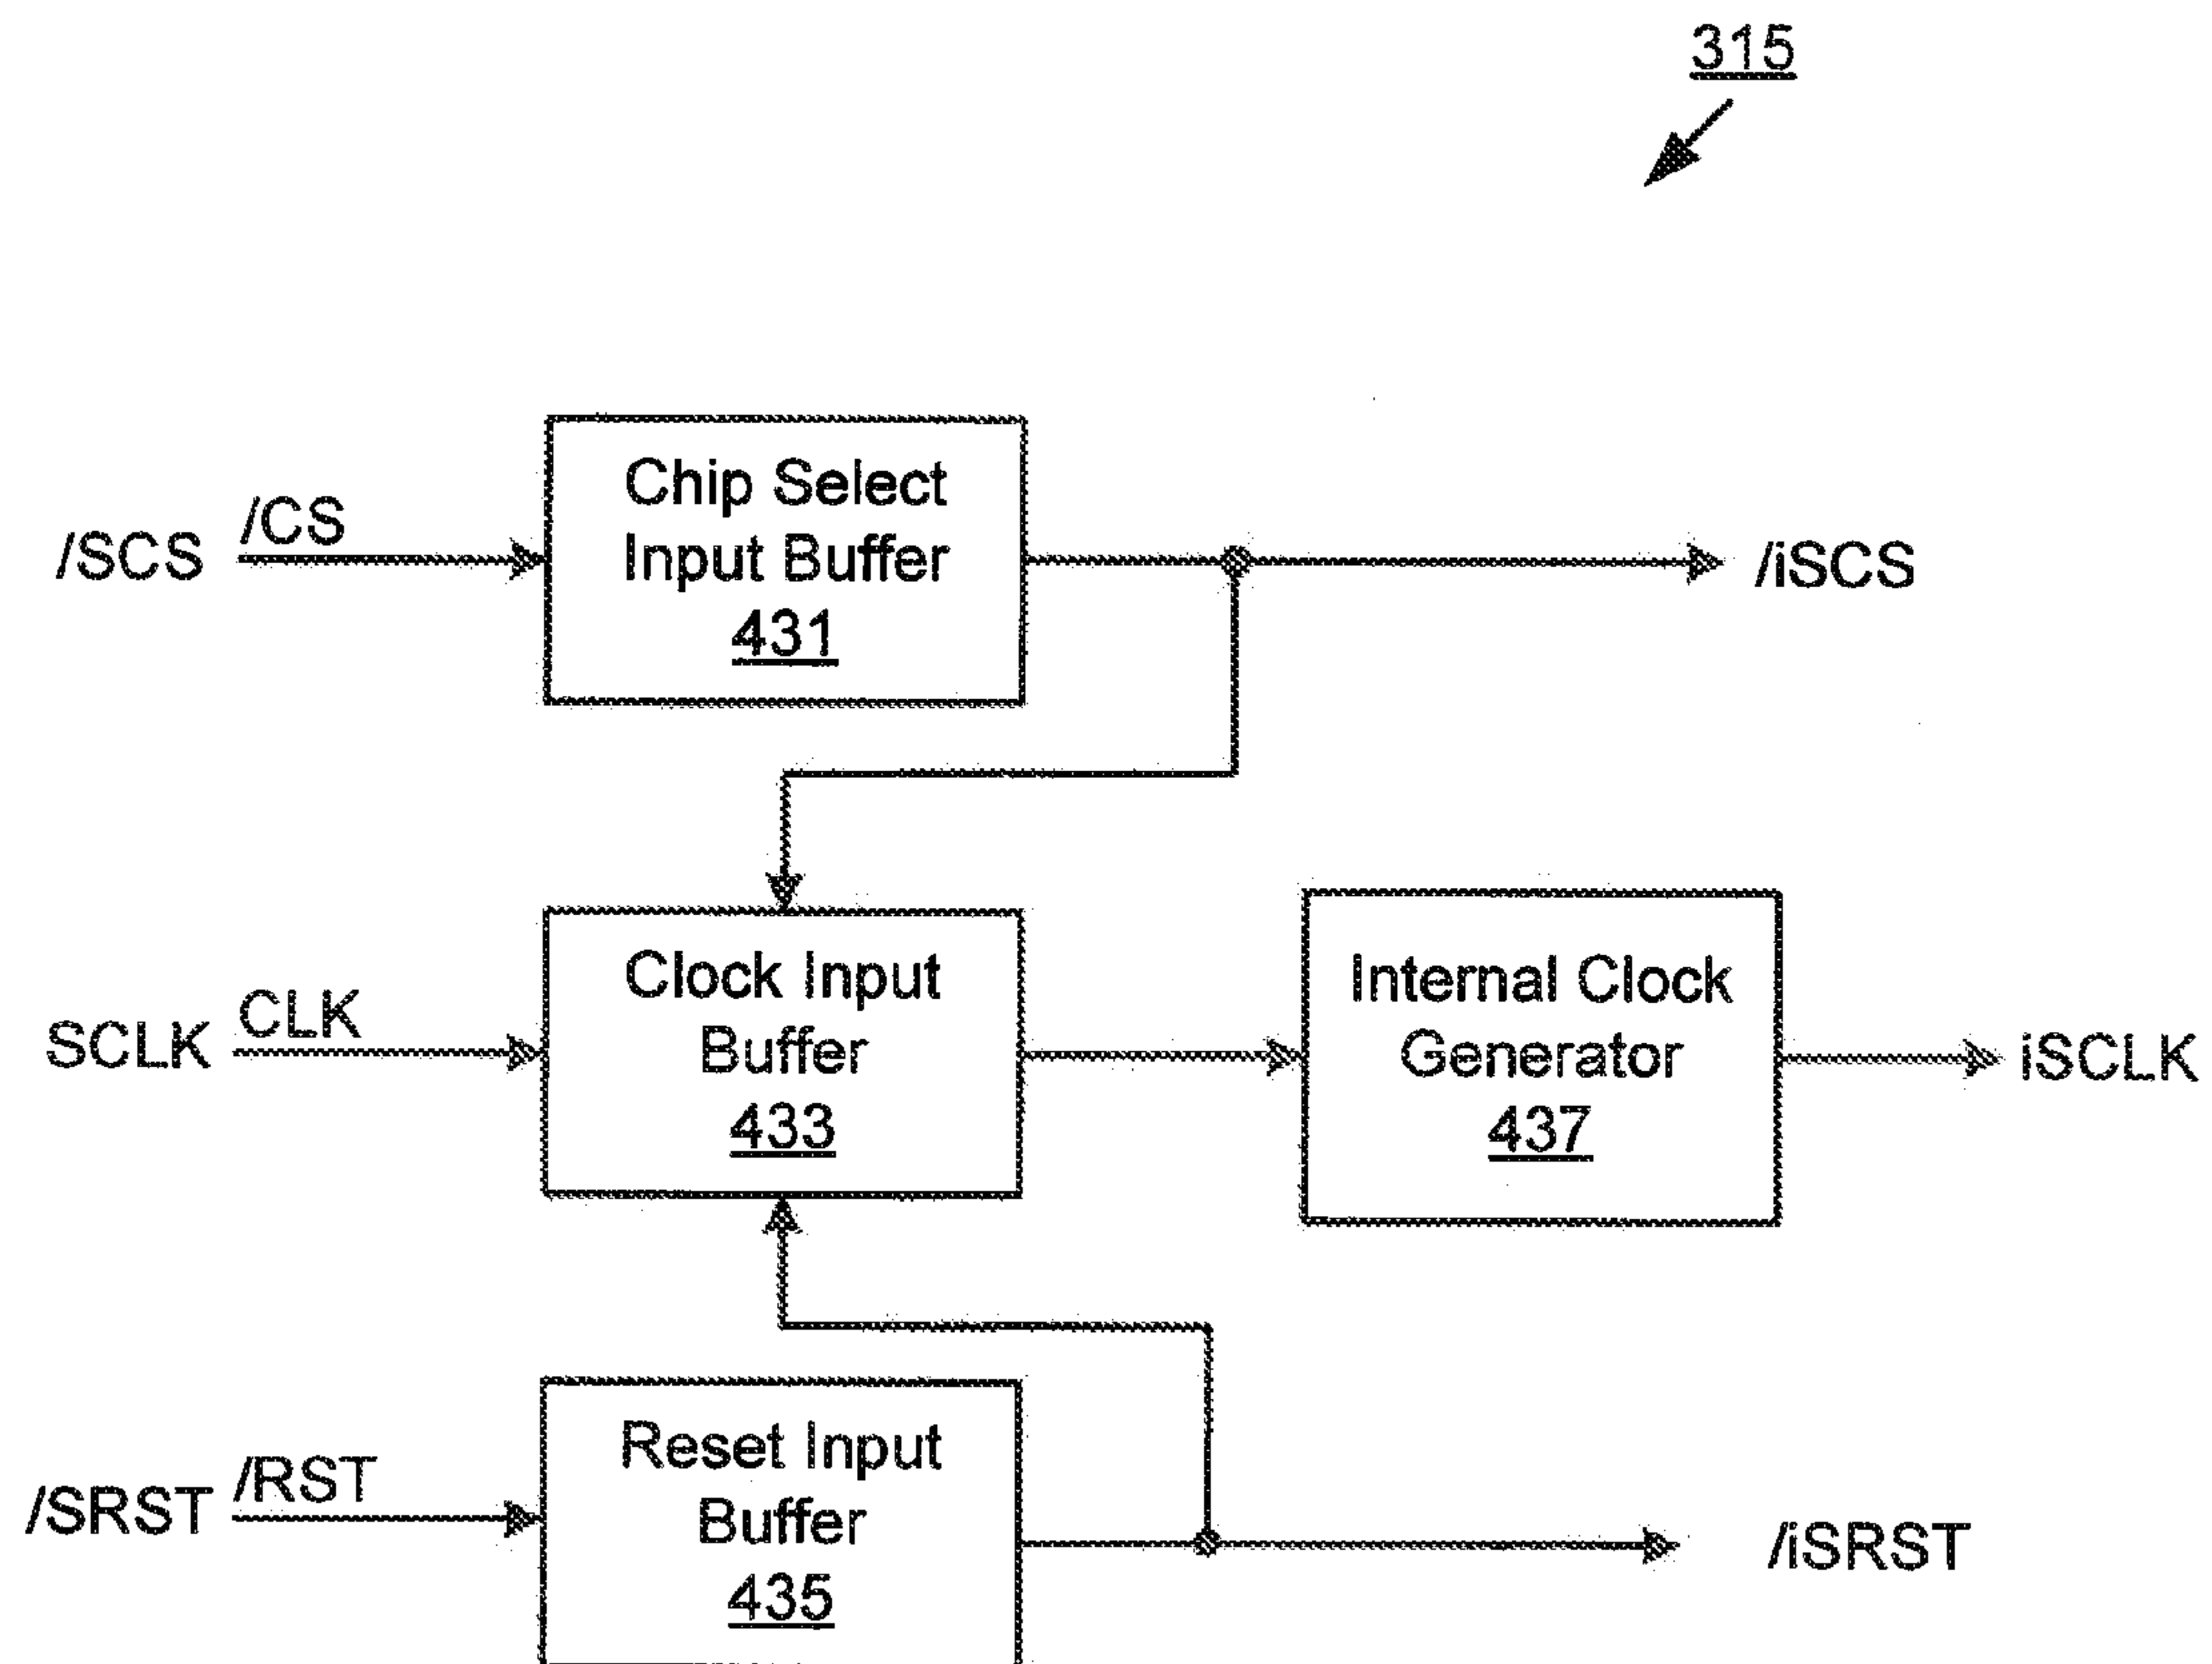 315
Chip Select
Input Buffer
431
/SCS
/CS
/iSCS
Clock Input
Buffer
433
SCLK
CLK
Internal Clock
Generator
437
iSCLK
Reset Input
Buffer
435
/SRST
/RST
/iSRST